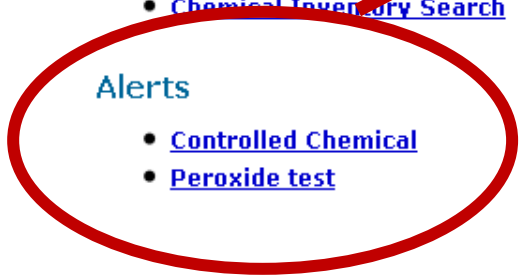 Chemical Inventory Search
Alerts
Controlled Chemical
Peroxide test